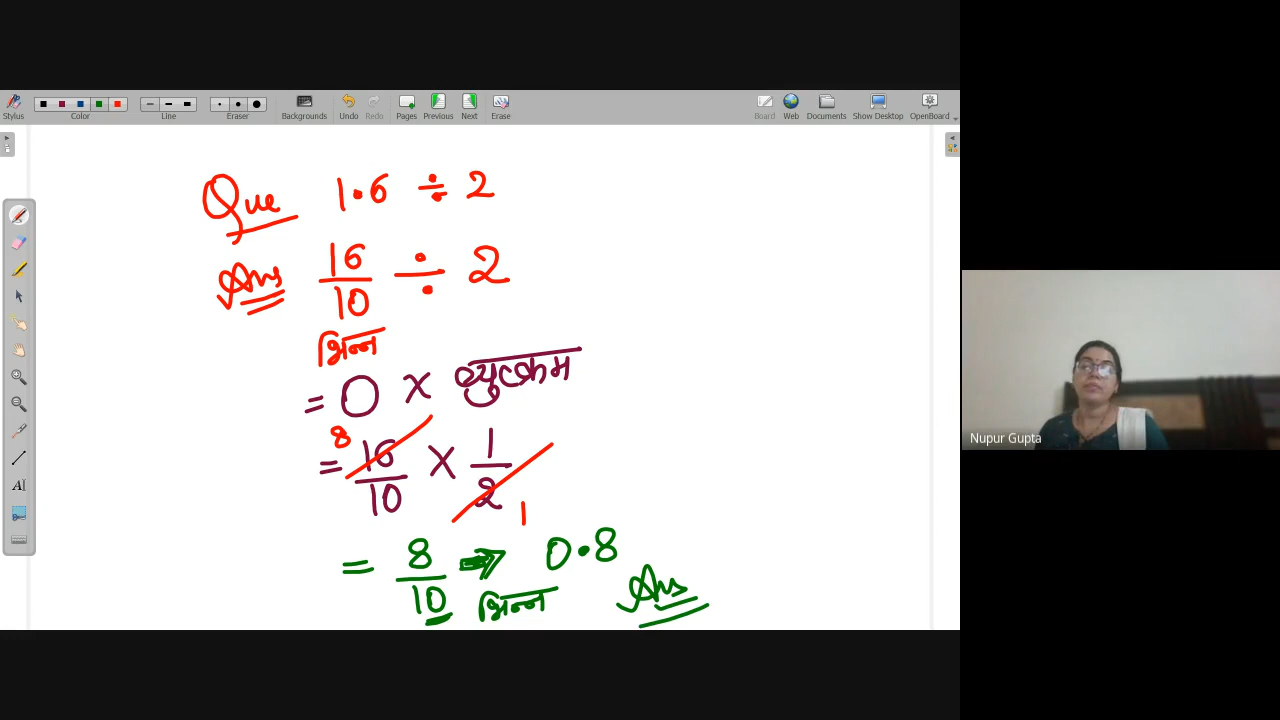 Stylus Color Line Eraser Backgrounds Undo Redo Pages Previous Next Erase Board Web Documents Show Desktop OpenBoard
Que 1.6 ÷ 2
Ans 16/10 ÷ 2
भिन्न
= 0 × व्युत्क्रम
8
= 16/10 × 1/2
1
= 8/10 → 0.8
भिन्न Ans
Nupur Gupta